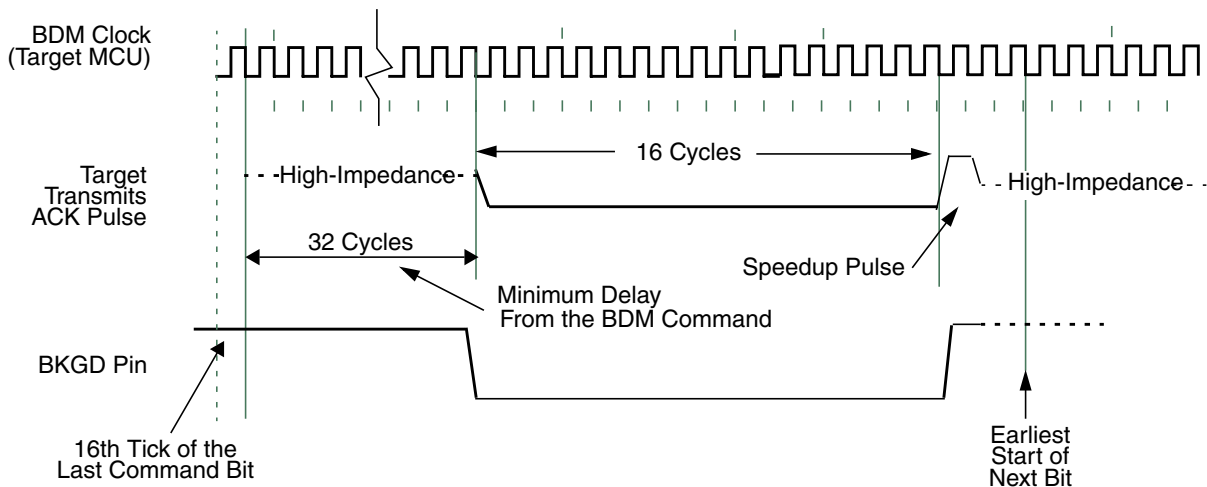 BDM Clock
(Target MCU)
16 Cycles
Target
Transmits
ACK Pulse
High-Impedance
High-Impedance
32 Cycles
Speedup Pulse
Minimum Delay
From the BDM Command
BKGD Pin
16th Tick of the
Last Command Bit
Earliest
Start of
Next Bit